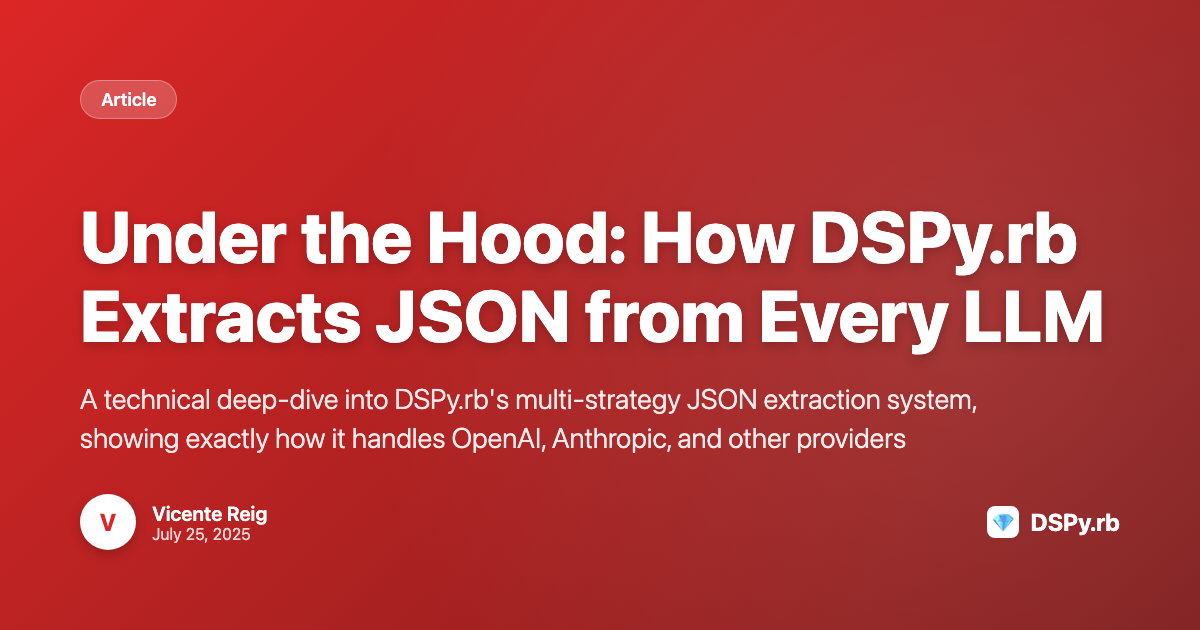 Article
Under the Hood: How DSPy.rb
Extracts JSON from Every LLM
A technical deep-dive into DSPy.rb's multi-strategy JSON extraction system,
showing exactly how it handles OpenAI, Anthropic, and other providers
V
Vicente Reig
July 25, 2025
DSPy.rb